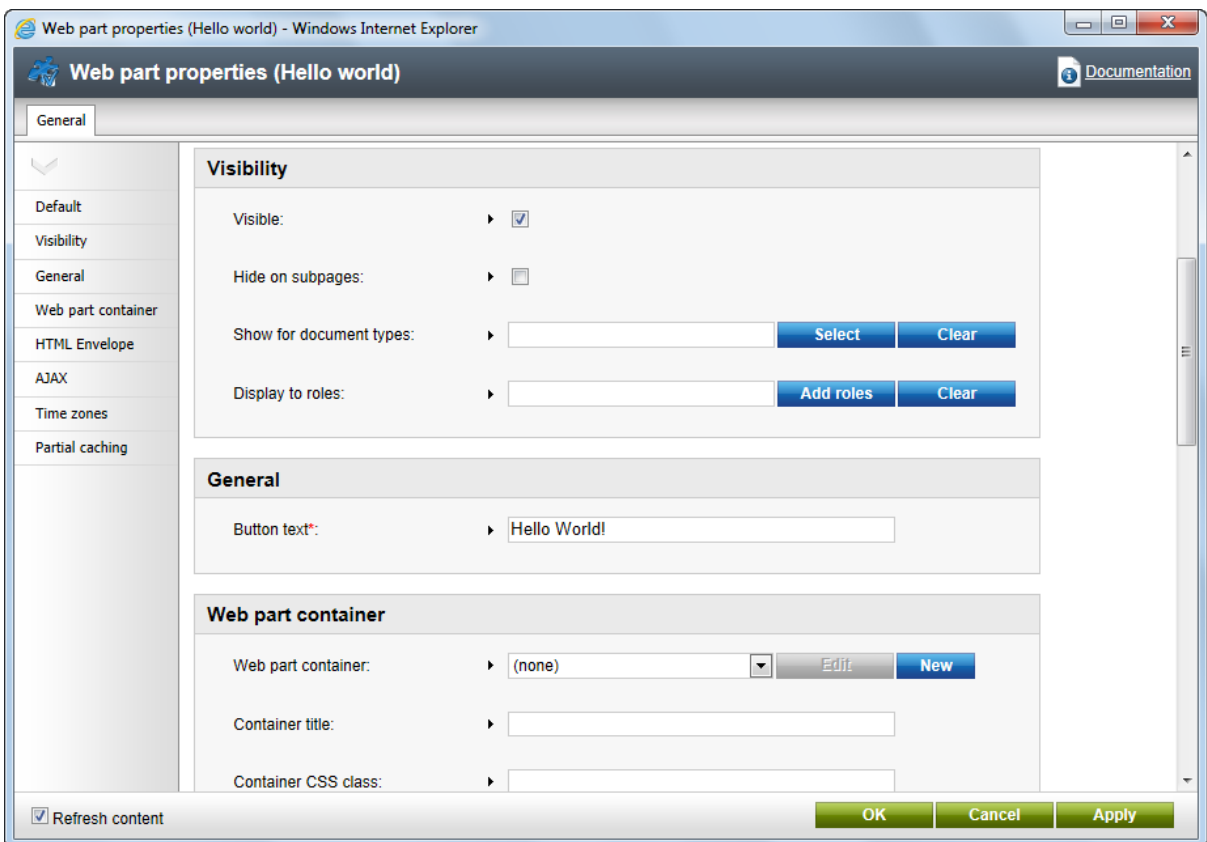 Web part properties (Hello world) - Windows Internet Explorer
Web part properties (Hello world)
Documentation
General
Default
Visibility
General
Web part container
HTML Envelope
AJAX
Time zones
Partial caching
Visibility
Visible:
Hide on subpages:
Show for document types: Select Clear
Display to roles: Add roles Clear
General
Button text*: Hello World!
Web part container
Web part container: (none) Edit New
Container title:
Container CSS class:
Refresh content OK Cancel Apply